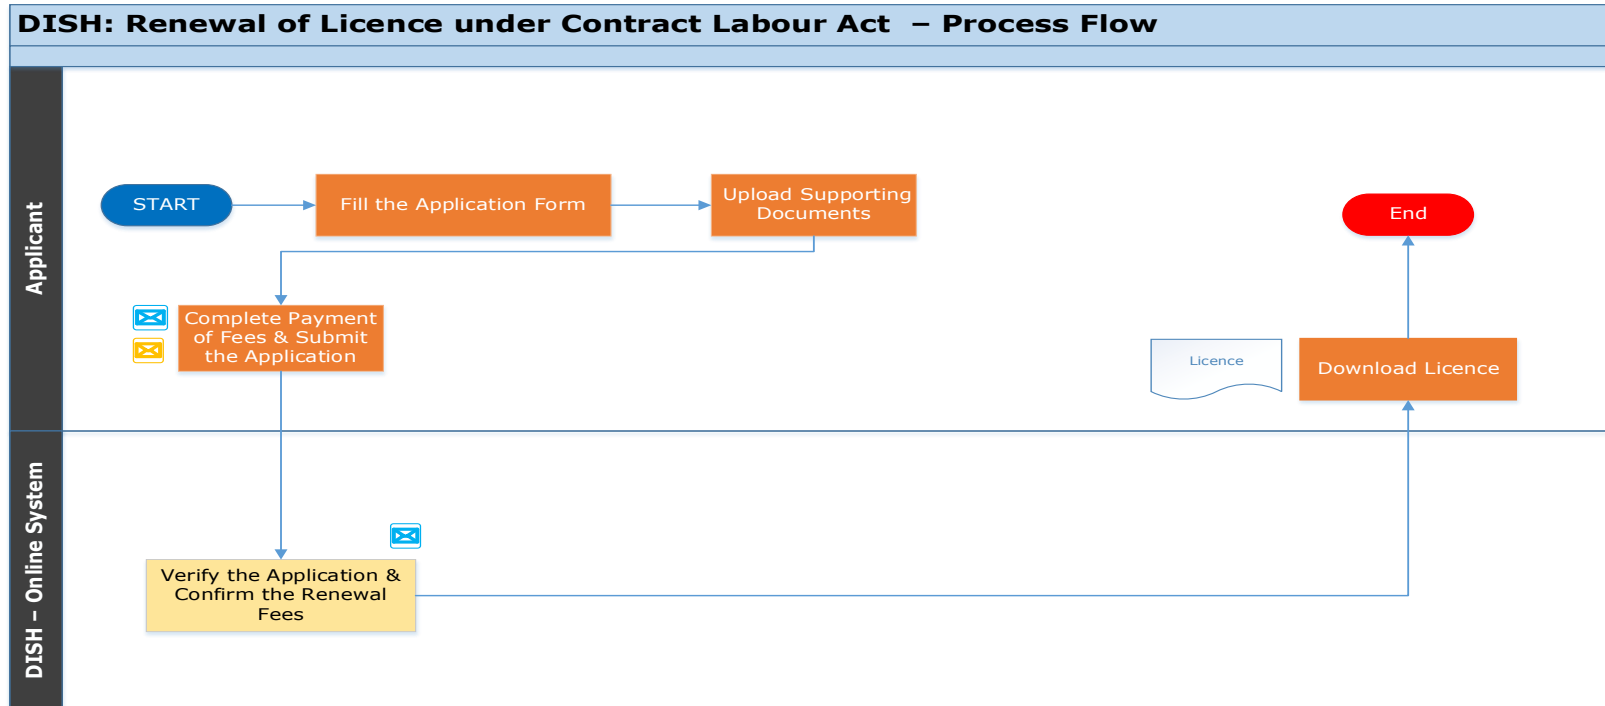 DISH: Renewal of Licence under Contract Labour Act – Process Flow
Applicant
START
Fill the Application Form
Upload Supporting
Documents
End
Complete Payment
of Fees & Submit
the Application
Licence
Download Licence
DISH – Online System
Verify the Application &
Confirm the Renewal
Fees